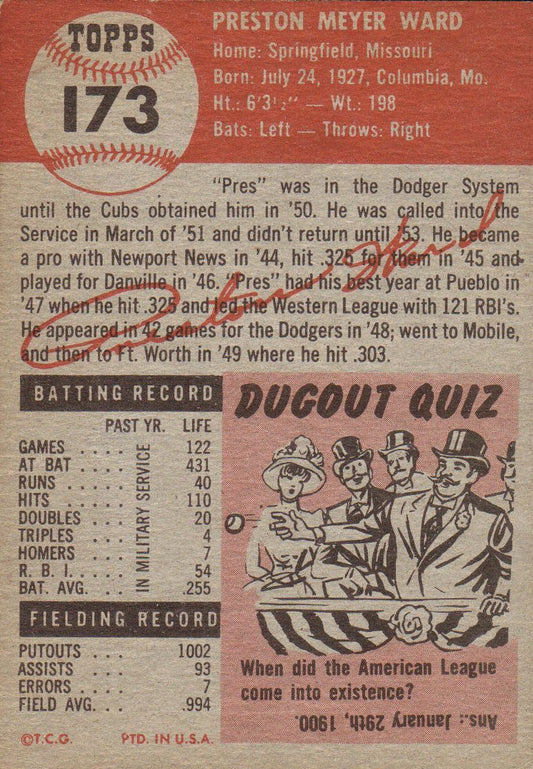 TOPPS
173
PRESTON MEYER WARD
Home: Springfield, Missouri
Born: July 24, 1927, Columbia, Mo.
Ht.: 6'3½" — Wt.: 198
Bats: Left — Throws: Right
"Pres" was in the Dodger System
until the Cubs obtained him in '50. He was called into the
Service in March of '51 and didn't return until '53. He became
a pro with Newport News in '44, hit .325 for them in '45 and
played for Danville in '46. "Pres" had his best year at Pueblo in
'47 when he hit .325 and led the Western League with 121 RBI's.
He appeared in 42 games for the Dodgers in '48; went to Mobile,
and then to Ft. Worth in '49 where he hit .303.
Preston Ward
BATTING RECORD
PAST YR. LIFE
GAMES 122
AT BAT 431
RUNS 40
HITS 110
DOUBLES 20
TRIPLES 4
HOMERS 7
R. B. I. 54
BAT. AVG. .255
IN MILITARY SERVICE
FIELDING RECORD
PUTOUTS 1002
ASSISTS 93
ERRORS 7
FIELD AVG. .994
©T.C.G. PTD. IN U.S.A.
DUGOUT QUIZ
When did the American League
come into existence?
Ans.: January 29th, 1900.